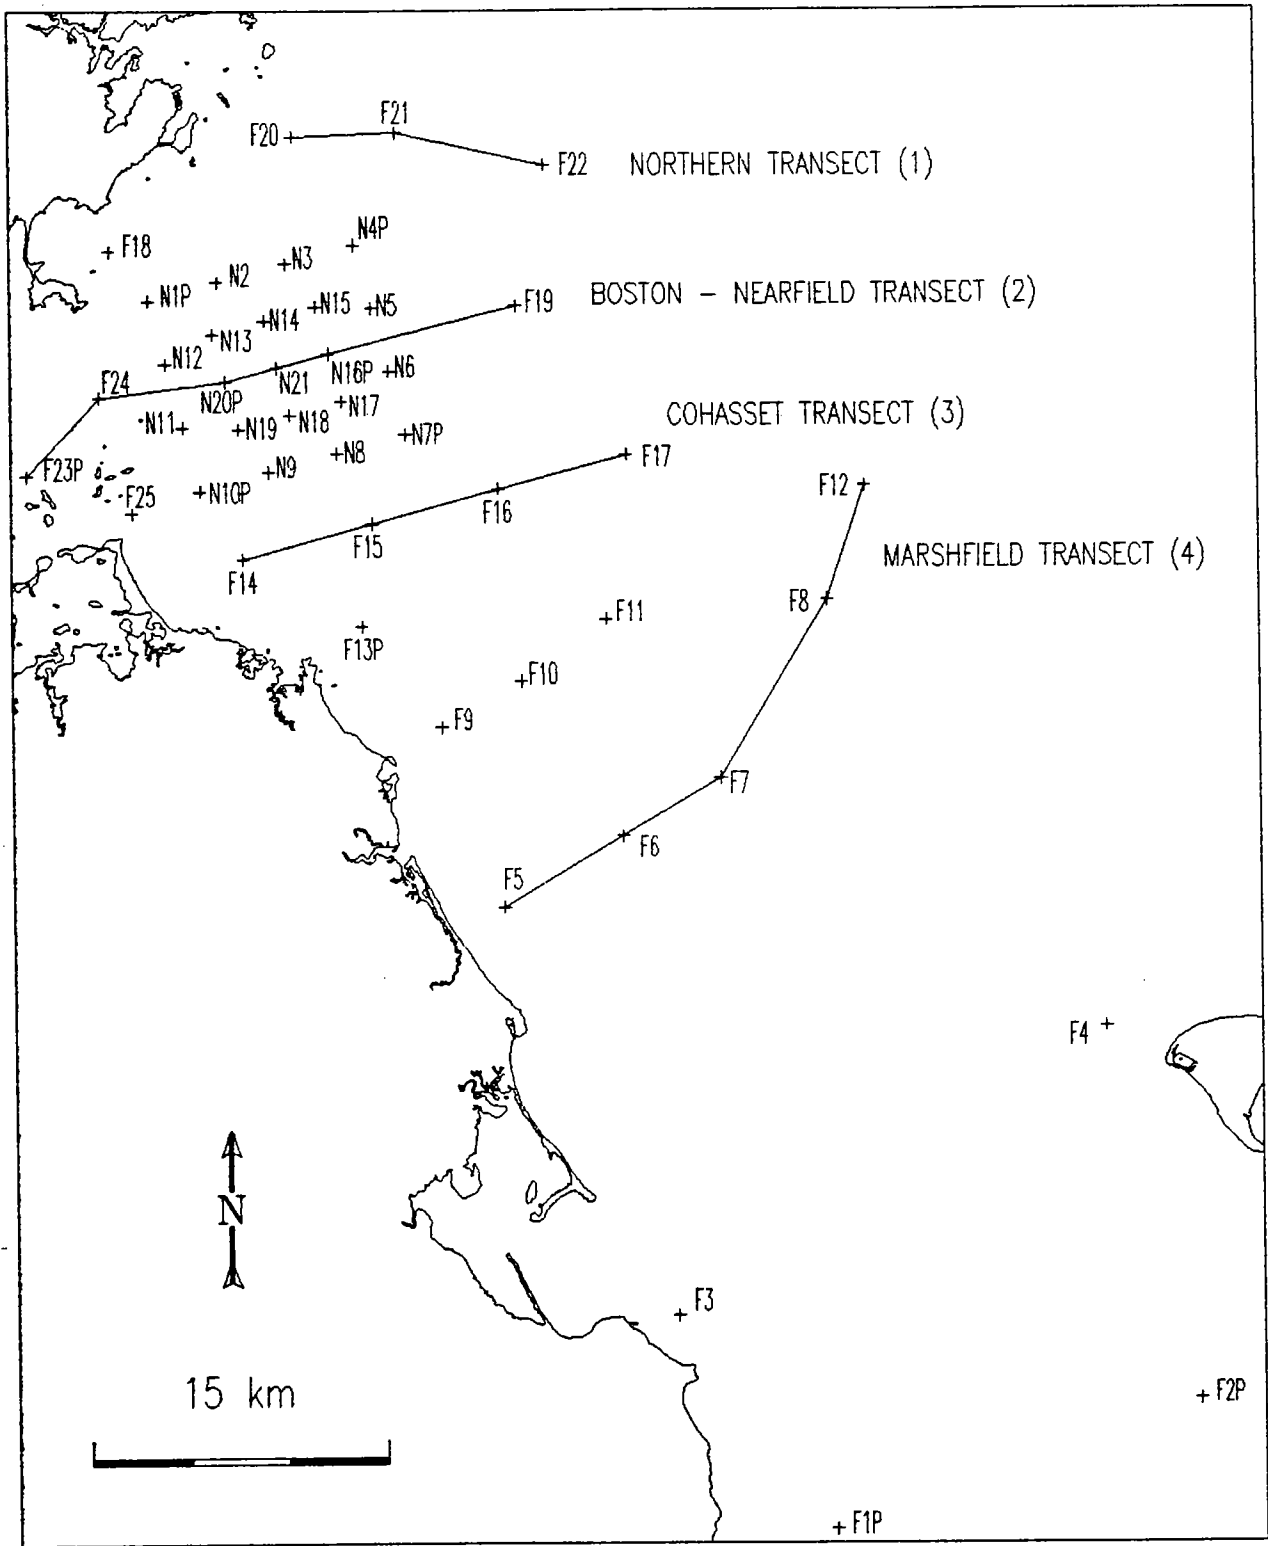 F21
F20
F22 NORTHERN TRANSECT (1)
N4P
F18
N3
N2
N1P
N15
N5
F19
BOSTON - NEARFIELD TRANSECT (2)
N14
N13
N12
N16P
N6
F24
N21
N20P
N17
N11
N19
N18
COHASSET TRANSECT (3)
N7P
N8
F17
F23P
N9
F12
N10P
F25
F16
F15
MARSHFIELD TRANSECT (4)
F14
F8
F11
F13P
F10
F9
F7
F6
F5
F4
N
F3
15 km
F2P
F1P